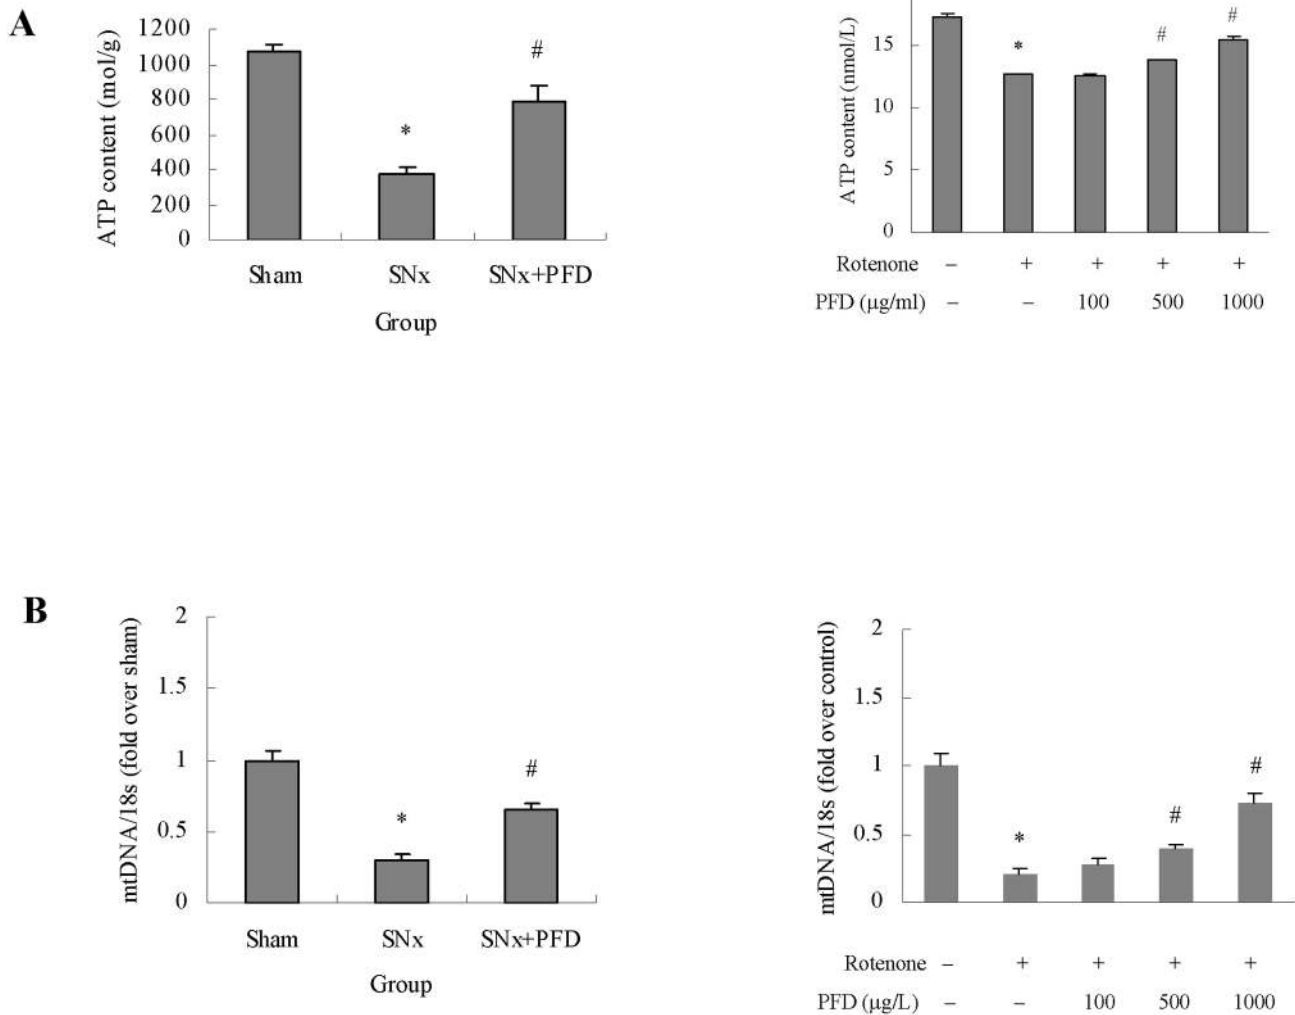 A
1200
1000
800
600
400
200
0
ATP content (mol/g)
*
#
Sham SNx SNx+PFD
Group
15
10
5
0
ATP content (nmol/L)
*
#
#
Rotenone – + + + +
PFD (μg/ml) – – 100 500 1000
B
2
1.5
1
0.5
0
mtDNA/18s (fold over sham)
*
#
Sham SNx SNx+PFD
Group
2
1.5
1
0.5
0
mtDNA/18s (fold over control)
*
#
#
Rotenone – + + + +
PFD (μg/L) – – 100 500 1000